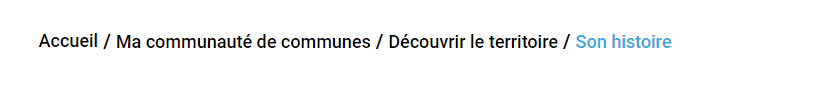 Accueil / Ma communauté de communes / Découvrir le territoire / Son histoire